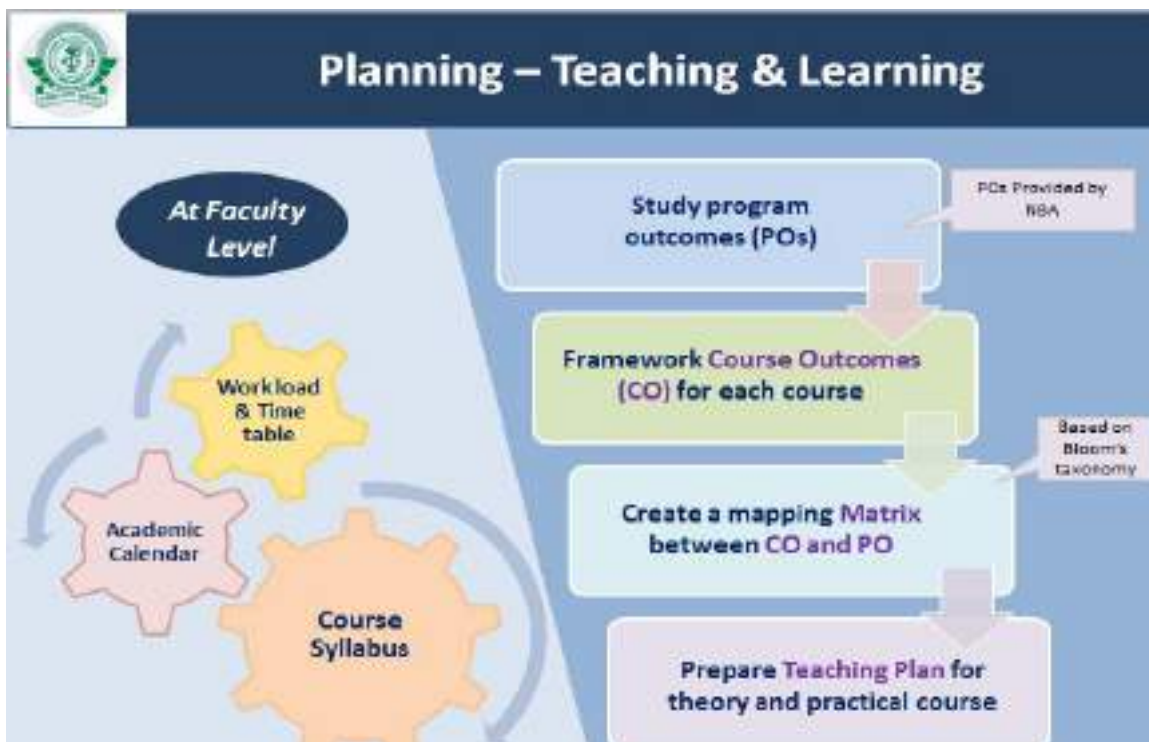 Planning – Teaching & Learning
At Faculty
Level
Workload
& Time
table
Academic
Calendar
Course
Syllabus
Study program
outcomes (POs)
POs Provided by
NBA
Framework Course Outcomes
(CO) for each course
Based on
Bloom's
taxonomy
Create a mapping Matrix
between CO and PO
Prepare Teaching Plan for
theory and practical course